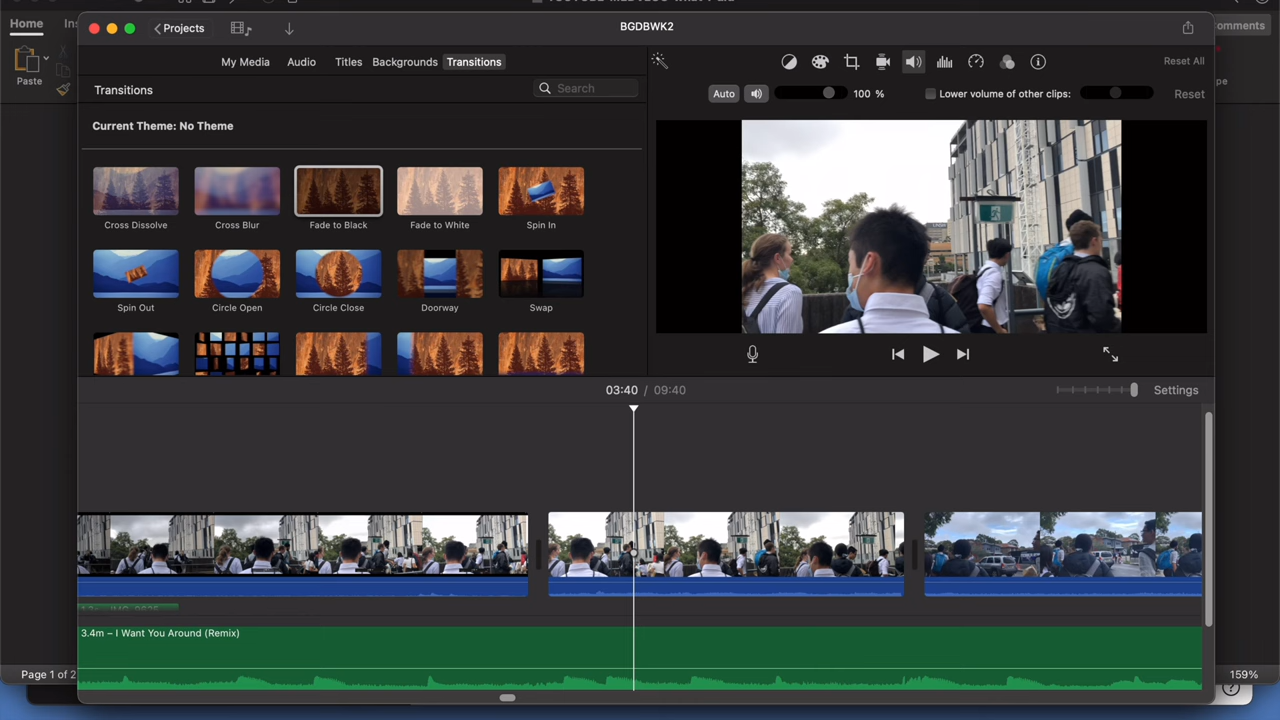 Home
Ins
Paste
Projects
BGDBWK2
omments
My Media
Audio
Titles
Backgrounds
Transitions
Reset All
Transitions
Search
Auto
100 %
Lower volume of other clips:
Reset
Current Theme: No Theme
Cross Dissolve
Cross Blur
Fade to Black
Fade to White
Spin In
Spin Out
Circle Open
Circle Close
Doorway
Swap
03:40 / 09:40
Settings
3.4m – I Want You Around (Remix)
Page 1 of 2
159%